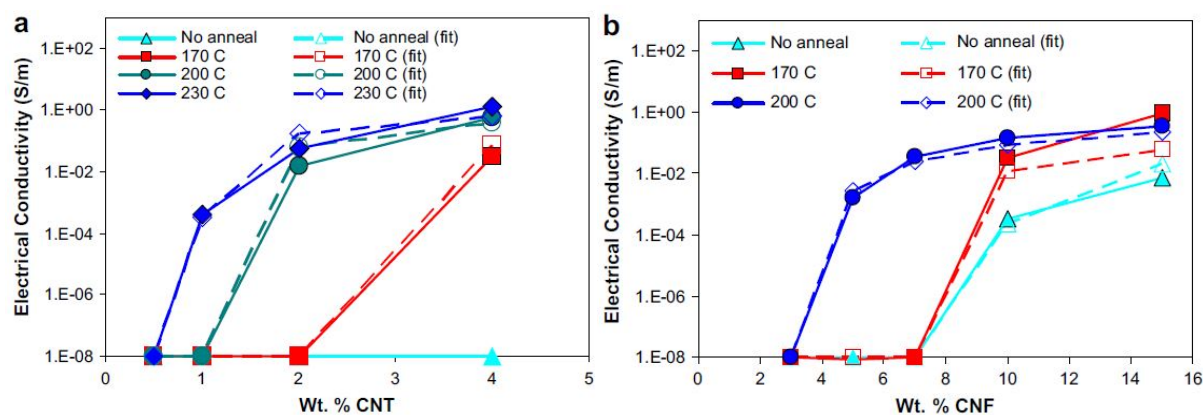 a
Electrical Conductivity (S/m)
1.E+02
1.E+00
1.E-02
1.E-04
1.E-06
1.E-08
No anneal
170 C
200 C
230 C
No anneal (fit)
170 C (fit)
200 C (fit)
230 C (fit)
0 1 2 3 4 5
Wt. % CNT
b
Electrical Conductivity (S/m)
1.E+02
1.E+00
1.E-02
1.E-04
1.E-06
1.E-08
No anneal
170 C
200 C
No anneal (fit)
170 C (fit)
200 C (fit)
0 2 4 6 8 10 12 14 16
Wt. % CNF